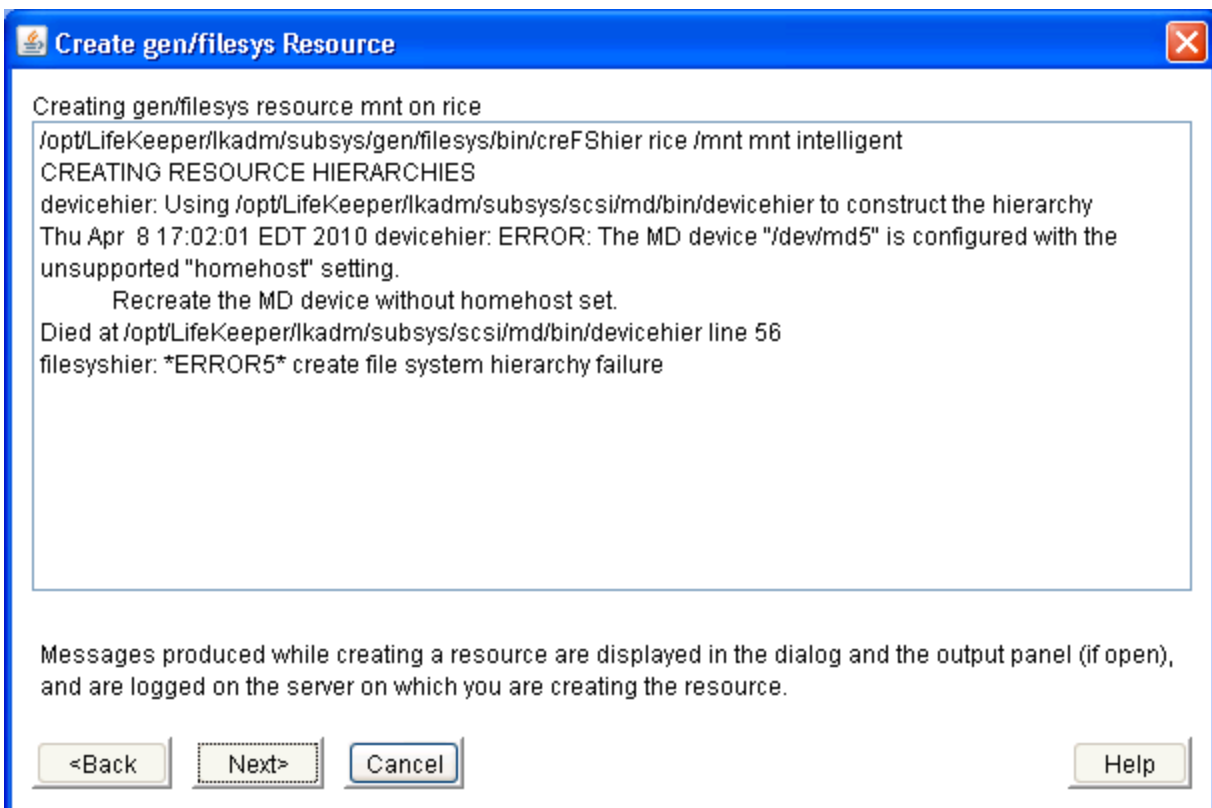 Create gen/filesys Resource
Creating gen/filesys resource mnt on rice
/opt/LifeKeeper/lkadm/subsys/gen/filesys/bin/creFShier rice /mnt mnt intelligent
CREATING RESOURCE HIERARCHIES
devicehier: Using /opt/LifeKeeper/lkadm/subsys/scsi/md/bin/devicehier to construct the hierarchy
Thu Apr  8 17:02:01 EDT 2010 devicehier: ERROR: The MD device "/dev/md5" is configured with the
unsupported "homehost" setting.
Recreate the MD device without homehost set.
Died at /opt/LifeKeeper/lkadm/subsys/scsi/md/bin/devicehier line 56
filesyshier: *ERROR5* create file system hierarchy failure
Messages produced while creating a resource are displayed in the dialog and the output panel (if open),
and are logged on the server on which you are creating the resource.
<Back Next> Cancel Help